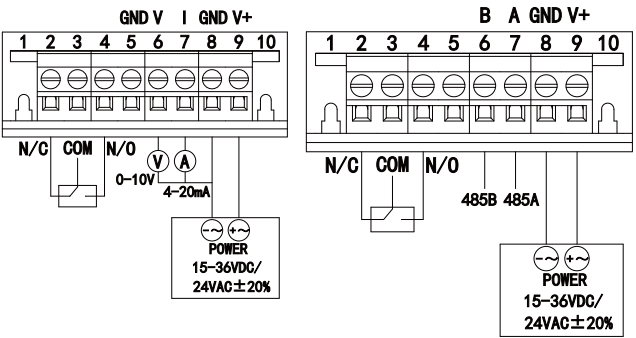 GND V I GND V+
1 2 3 4 5 6 7 8 9 10
N/C COM N/O
V A
0-10V
4-20mA
-~ +~
POWER
15-36VDC/
24VAC±20%
B A GND V+
1 2 3 4 5 6 7 8 9 10
N/C COM N/O
485B 485A
-~ +~
POWER
15-36VDC/
24VAC±20%